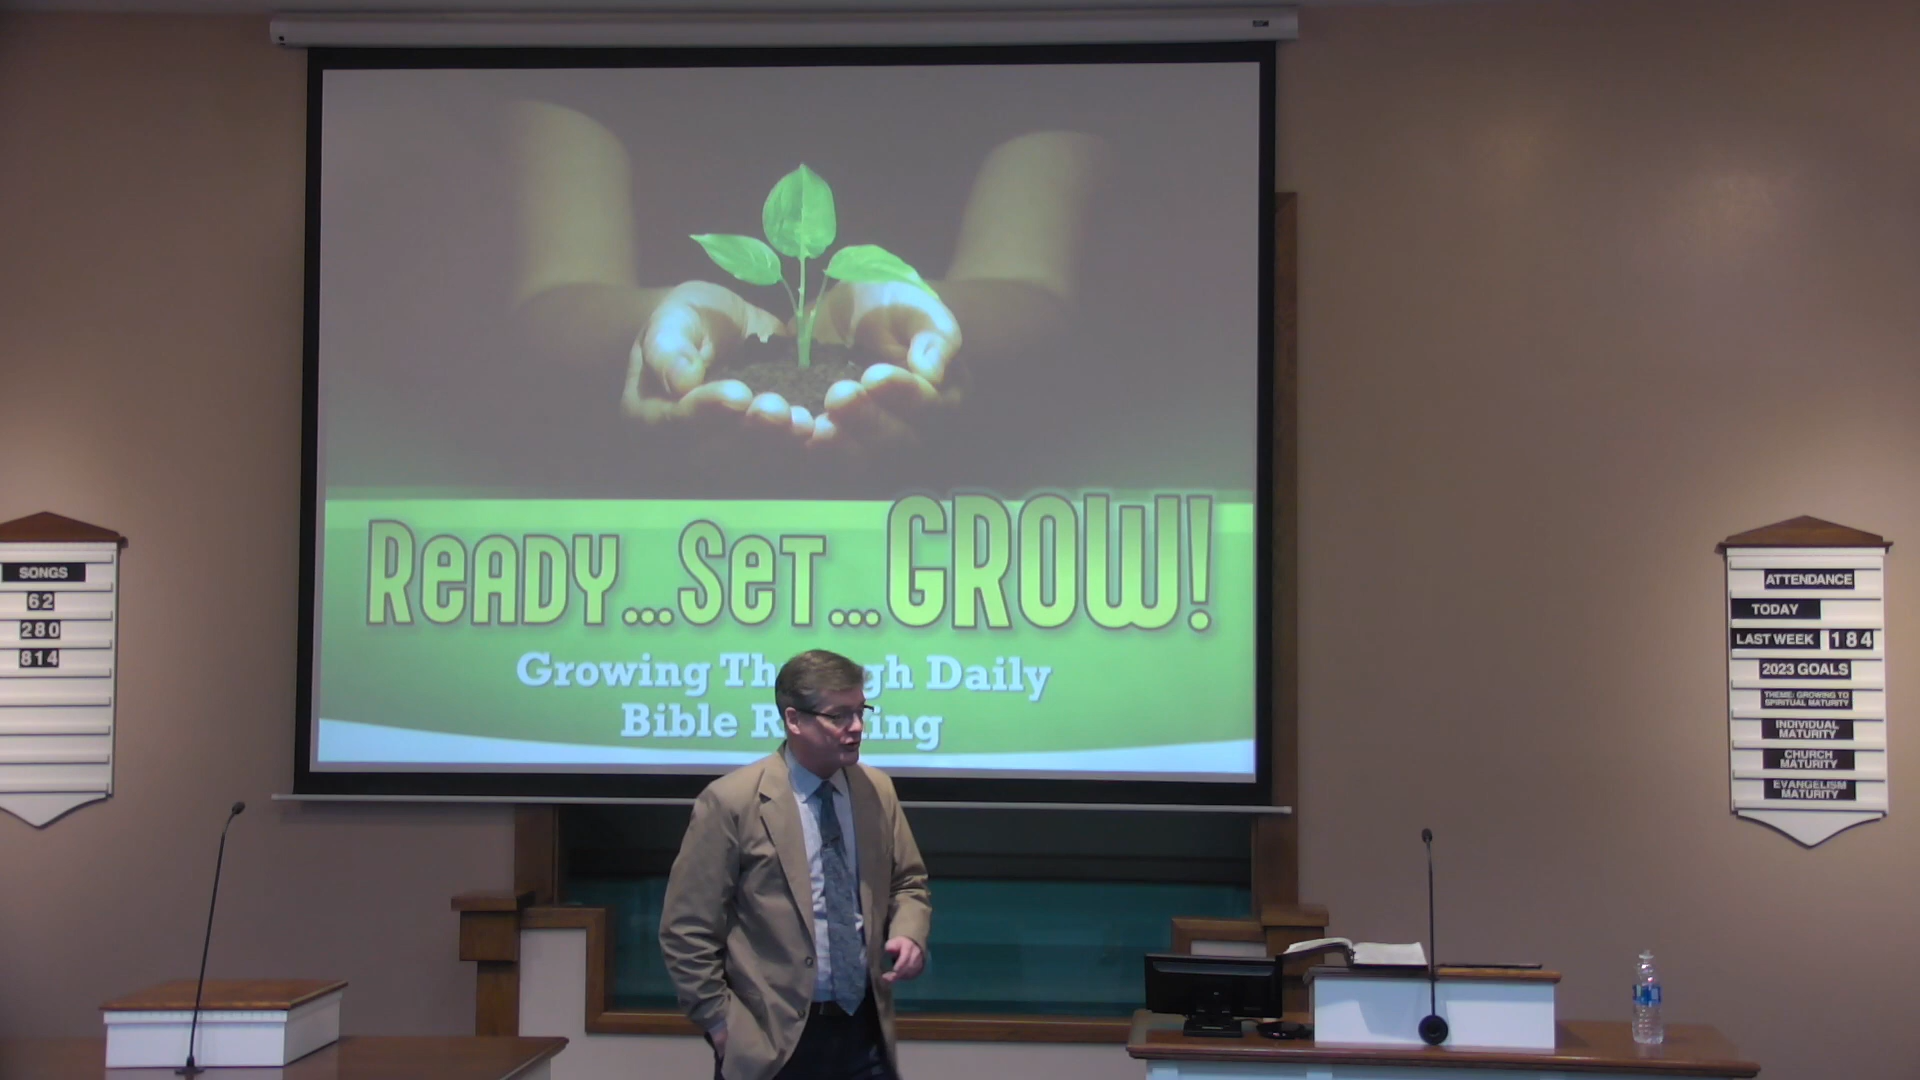 Ready...Set...GROW!
Growing Th gh Daily
Bible R ing
SONGS
62
280
814
ATTENDANCE
TODAY
LAST WEEK 184
2023 GOALS
THEME: GROWING TO
SPIRITUAL MATURITY
INDIVIDUAL
MATURITY
CHURCH
MATURITY
EVANGELISM
MATURITY